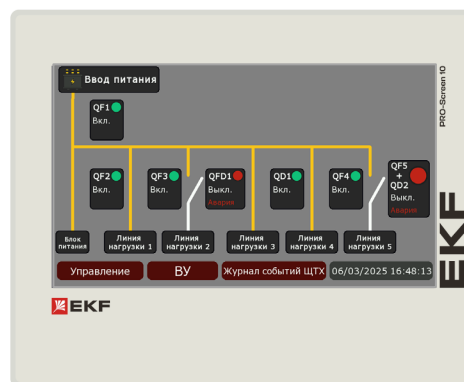 Ввод питания
QF1
Вкл.
QF2
Вкл.
QF3
Вкл.
QFD1
Выкл.
Авария
QD1
Вкл.
QF4
Вкл.
QF5
+
QD2
Выкл.
Авария
Блок
питания
Линия
нагрузки 1
Линия
нагрузки 2
Линия
нагрузки 3
Линия
нагрузки 4
Линия
нагрузки 5
Управление
ВУ
Журнал событий ЩТХ
06/03/2025 16:48:13
EKF
PRO-Screen 10
EKF